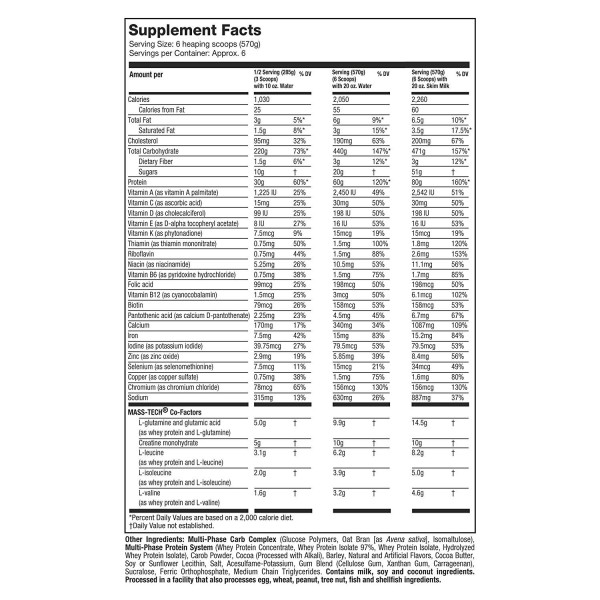 Supplement Facts
Serving Size: 6 heaping scoops (570g)
Servings per Container: Approx. 6
Amount per 1/2 Serving (285g) (3 Scoops) with 10 oz. Water % DV Serving (570g) (6 Scoops) with 20 oz. Water % DV Serving (570g) (6 Scoops) with 20 oz. Skim Milk % DV
Calories 1,030 2,050 2,260
Calories from Fat 25 55 60
Total Fat 3g 5%* 6g 9%* 6.5g 10%*
Saturated Fat 1.5g 8%* 3g 15%* 3.5g 17.5%*
Cholesterol 95mg 32% 190mg 63% 200mg 67%
Total Carbohydrate 220g 73%* 440g 147%* 471g 157%*
Dietary Fiber 1.5g 6%* 3g 12%* 3g 12%*
Sugars 10g † 21g † 51g †
Protein 30g 60%* 60g 120%* 80g 160%*
Vitamin A (as vitamin A palmitate) 1,225 IU 25% 2,450 IU 49% 2,542 IU 51%
Vitamin C (as ascorbic acid) 15mg 25% 30mg 50% 30mg 50%
Vitamin D (as cholecalciferol) 99 IU 25% 198 IU 50% 198 IU 50%
Vitamin E (as D-alpha tocopheryl acetate) 8 IU 27% 16 IU 53% 16 IU 53%
Vitamin K (as phytonadione) 7.5mcg 9% 15mcg 19% 15mcg 19%
Thiamin (as thiamin mononitrate) 0.75mg 50% 1.5mg 100% 1.8mg 120%
Riboflavin 0.75mg 44% 1.5mg 88% 2.6mg 153%
Niacin (as niacinamide) 5.25mg 26% 10.5mg 53% 11.1mg 56%
Vitamin B6 (as pyridoxine hydrochloride) 0.75mg 38% 1.5mg 75% 1.7mg 85%
Folic acid 99mcg 25% 198mcg 50% 198mcg 50%
Vitamin B12 (as cyanocobalamin) 1.5mcg 25% 3mcg 50% 6.1mcg 102%
Biotin 79mcg 26% 158mcg 53% 158mcg 53%
Pantothenic acid (as calcium D-pantothenate) 2.25mg 23% 4.5mg 45% 6.7mg 67%
Calcium 170mg 17% 340mg 34% 1087mg 109%
Iron 7.5mg 42% 15mg 83% 15.2mg 84%
Iodine (as potassium iodide) 39.75mcg 27% 79.5mcg 53% 79.5mcg 53%
Zinc (as zinc oxide) 2.9mg 19% 5.85mg 39% 8.4mg 56%
Selenium (as selenomethionine) 7.5mcg 11% 15mcg 21% 34mcg 49%
Copper (as copper sulfate) 0.75mg 38% 1.5mg 75% 1.6mg 80%
Chromium (as chromium chloride) 78mcg 65% 156mcg 130% 156mcg 130%
Sodium 315mg 13% 630mg 26% 887mg 37%
MASS-TECH® Co-Factors
L-glutamine and glutamic acid 5.0g † 9.9g † 14.5g †
(as whey protein and L-glutamine)
Creatine monohydrate 5g † 10g † 10g †
L-leucine 3.1g † 6.2g † 8.2g †
(as whey protein and L-leucine)
L-isoleucine 2.0g † 3.9g † 5.0g †
(as whey protein and L-isoleucine)
L-valine 1.6g † 3.2g † 4.6g †
(as whey protein and L-valine)
*Percent Daily Values are based on a 2,000 calorie diet.
†Daily Value not established.
Other Ingredients: Multi-Phase Carb Complex (Glucose Polymers, Oat Bran [as Avena sativa], Isomaltulose),
Multi-Phase Protein System (Whey Protein Concentrate, Whey Protein Isolate 97%, Whey Protein Isolate, Hydrolyzed
Whey Protein Isolate), Carob Powder, Cocoa (Processed with Alkali), Barley, Natural and Artificial Flavors, Cocoa Butter,
Soy or Sunflower Lecithin, Salt, Acesulfame-Potassium, Gum Blend (Cellulose Gum, Xanthan Gum, Carrageenan),
Sucralose, Ferric Orthophosphate, Medium Chain Triglycerides. Contains milk, soy and coconut ingredients.
Processed in a facility that also processes egg, wheat, peanut, tree nut, fish and shellfish ingredients.